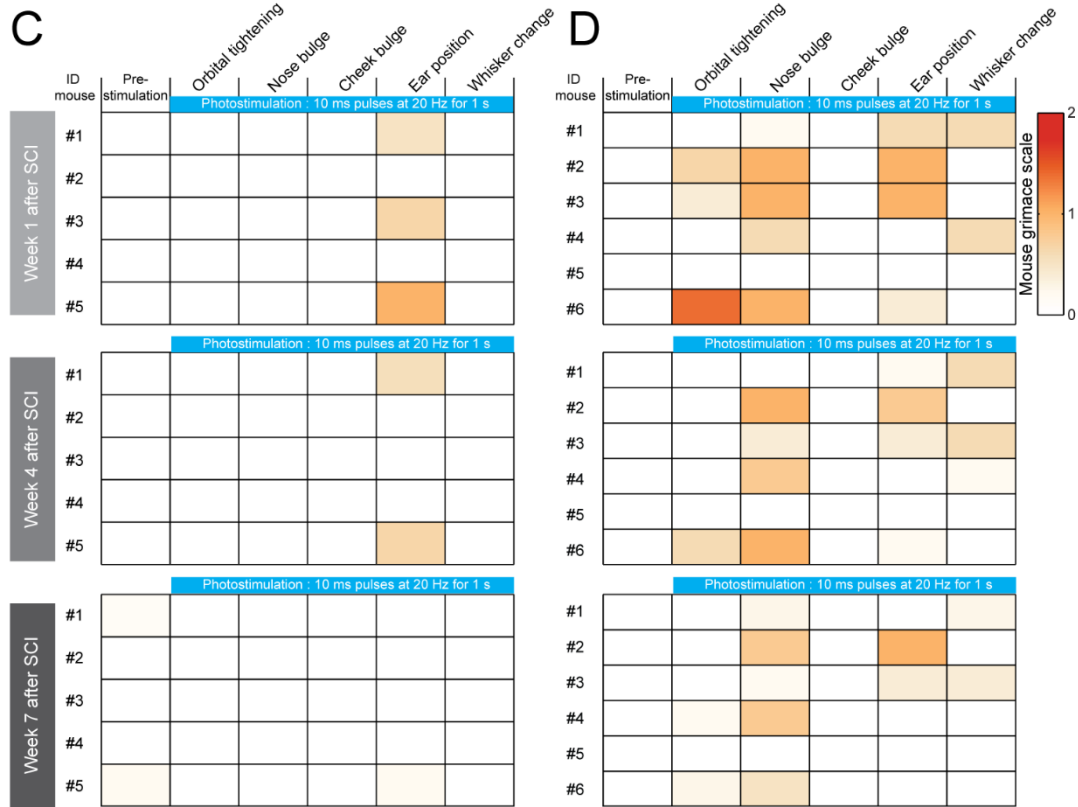 C
ID mouse
Pre-stimulation
Orbital tightening
Nose bulge
Cheek bulge
Ear position
Whisker change
Photostimulation : 10 ms pulses at 20 Hz for 1 s
Week 1 after SCI
#1
#2
#3
#4
#5
Photostimulation : 10 ms pulses at 20 Hz for 1 s
Week 4 after SCI
#1
#2
#3
#4
#5
Photostimulation : 10 ms pulses at 20 Hz for 1 s
Week 7 after SCI
#1
#2
#3
#4
#5
D
ID mouse
Pre-stimulation
Orbital tightening
Nose bulge
Cheek bulge
Ear position
Whisker change
Photostimulation : 10 ms pulses at 20 Hz for 1 s
#1
#2
#3
#4
#5
#6
Mouse grimace scale
2
1
0
Photostimulation : 10 ms pulses at 20 Hz for 1 s
#1
#2
#3
#4
#5
#6
Photostimulation : 10 ms pulses at 20 Hz for 1 s
#1
#2
#3
#4
#5
#6